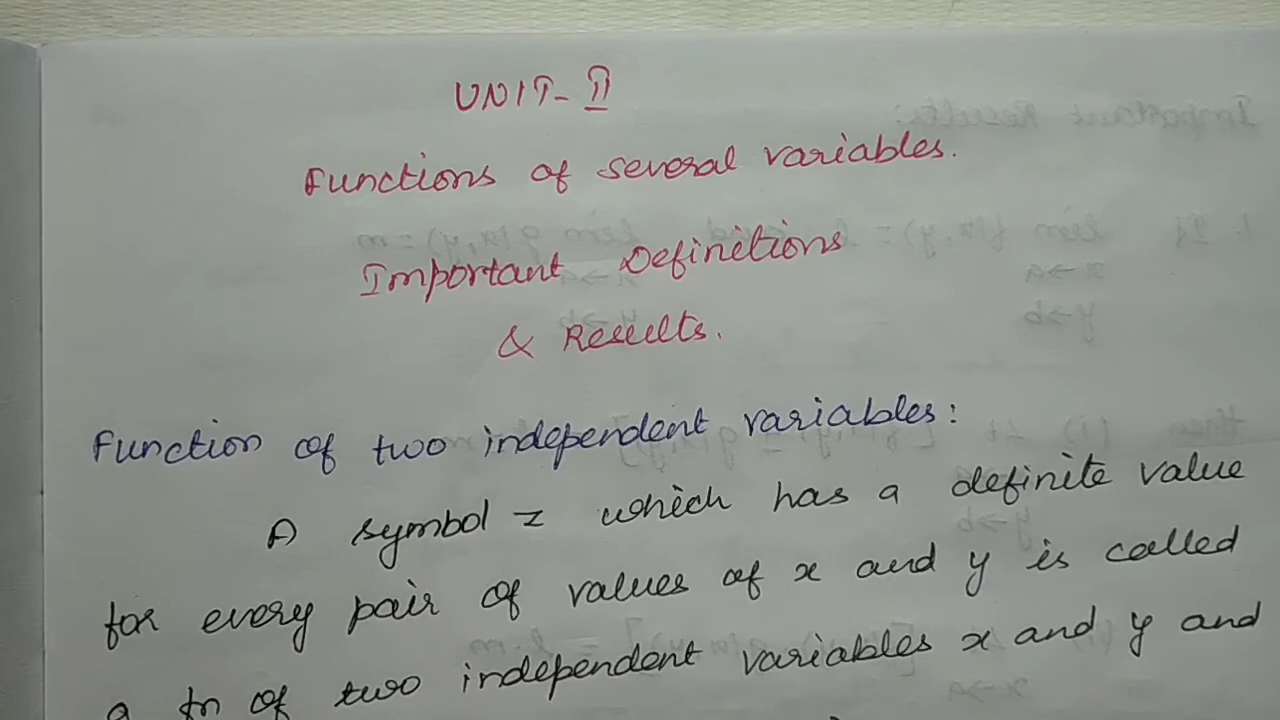 UNIT-II
Functions of several variables.
Important Definitions
& Results.
Function of two independent variables:
A symbol z which has a definite value
for every pair of values of x and y is called
a fn of two independent variables x and y and